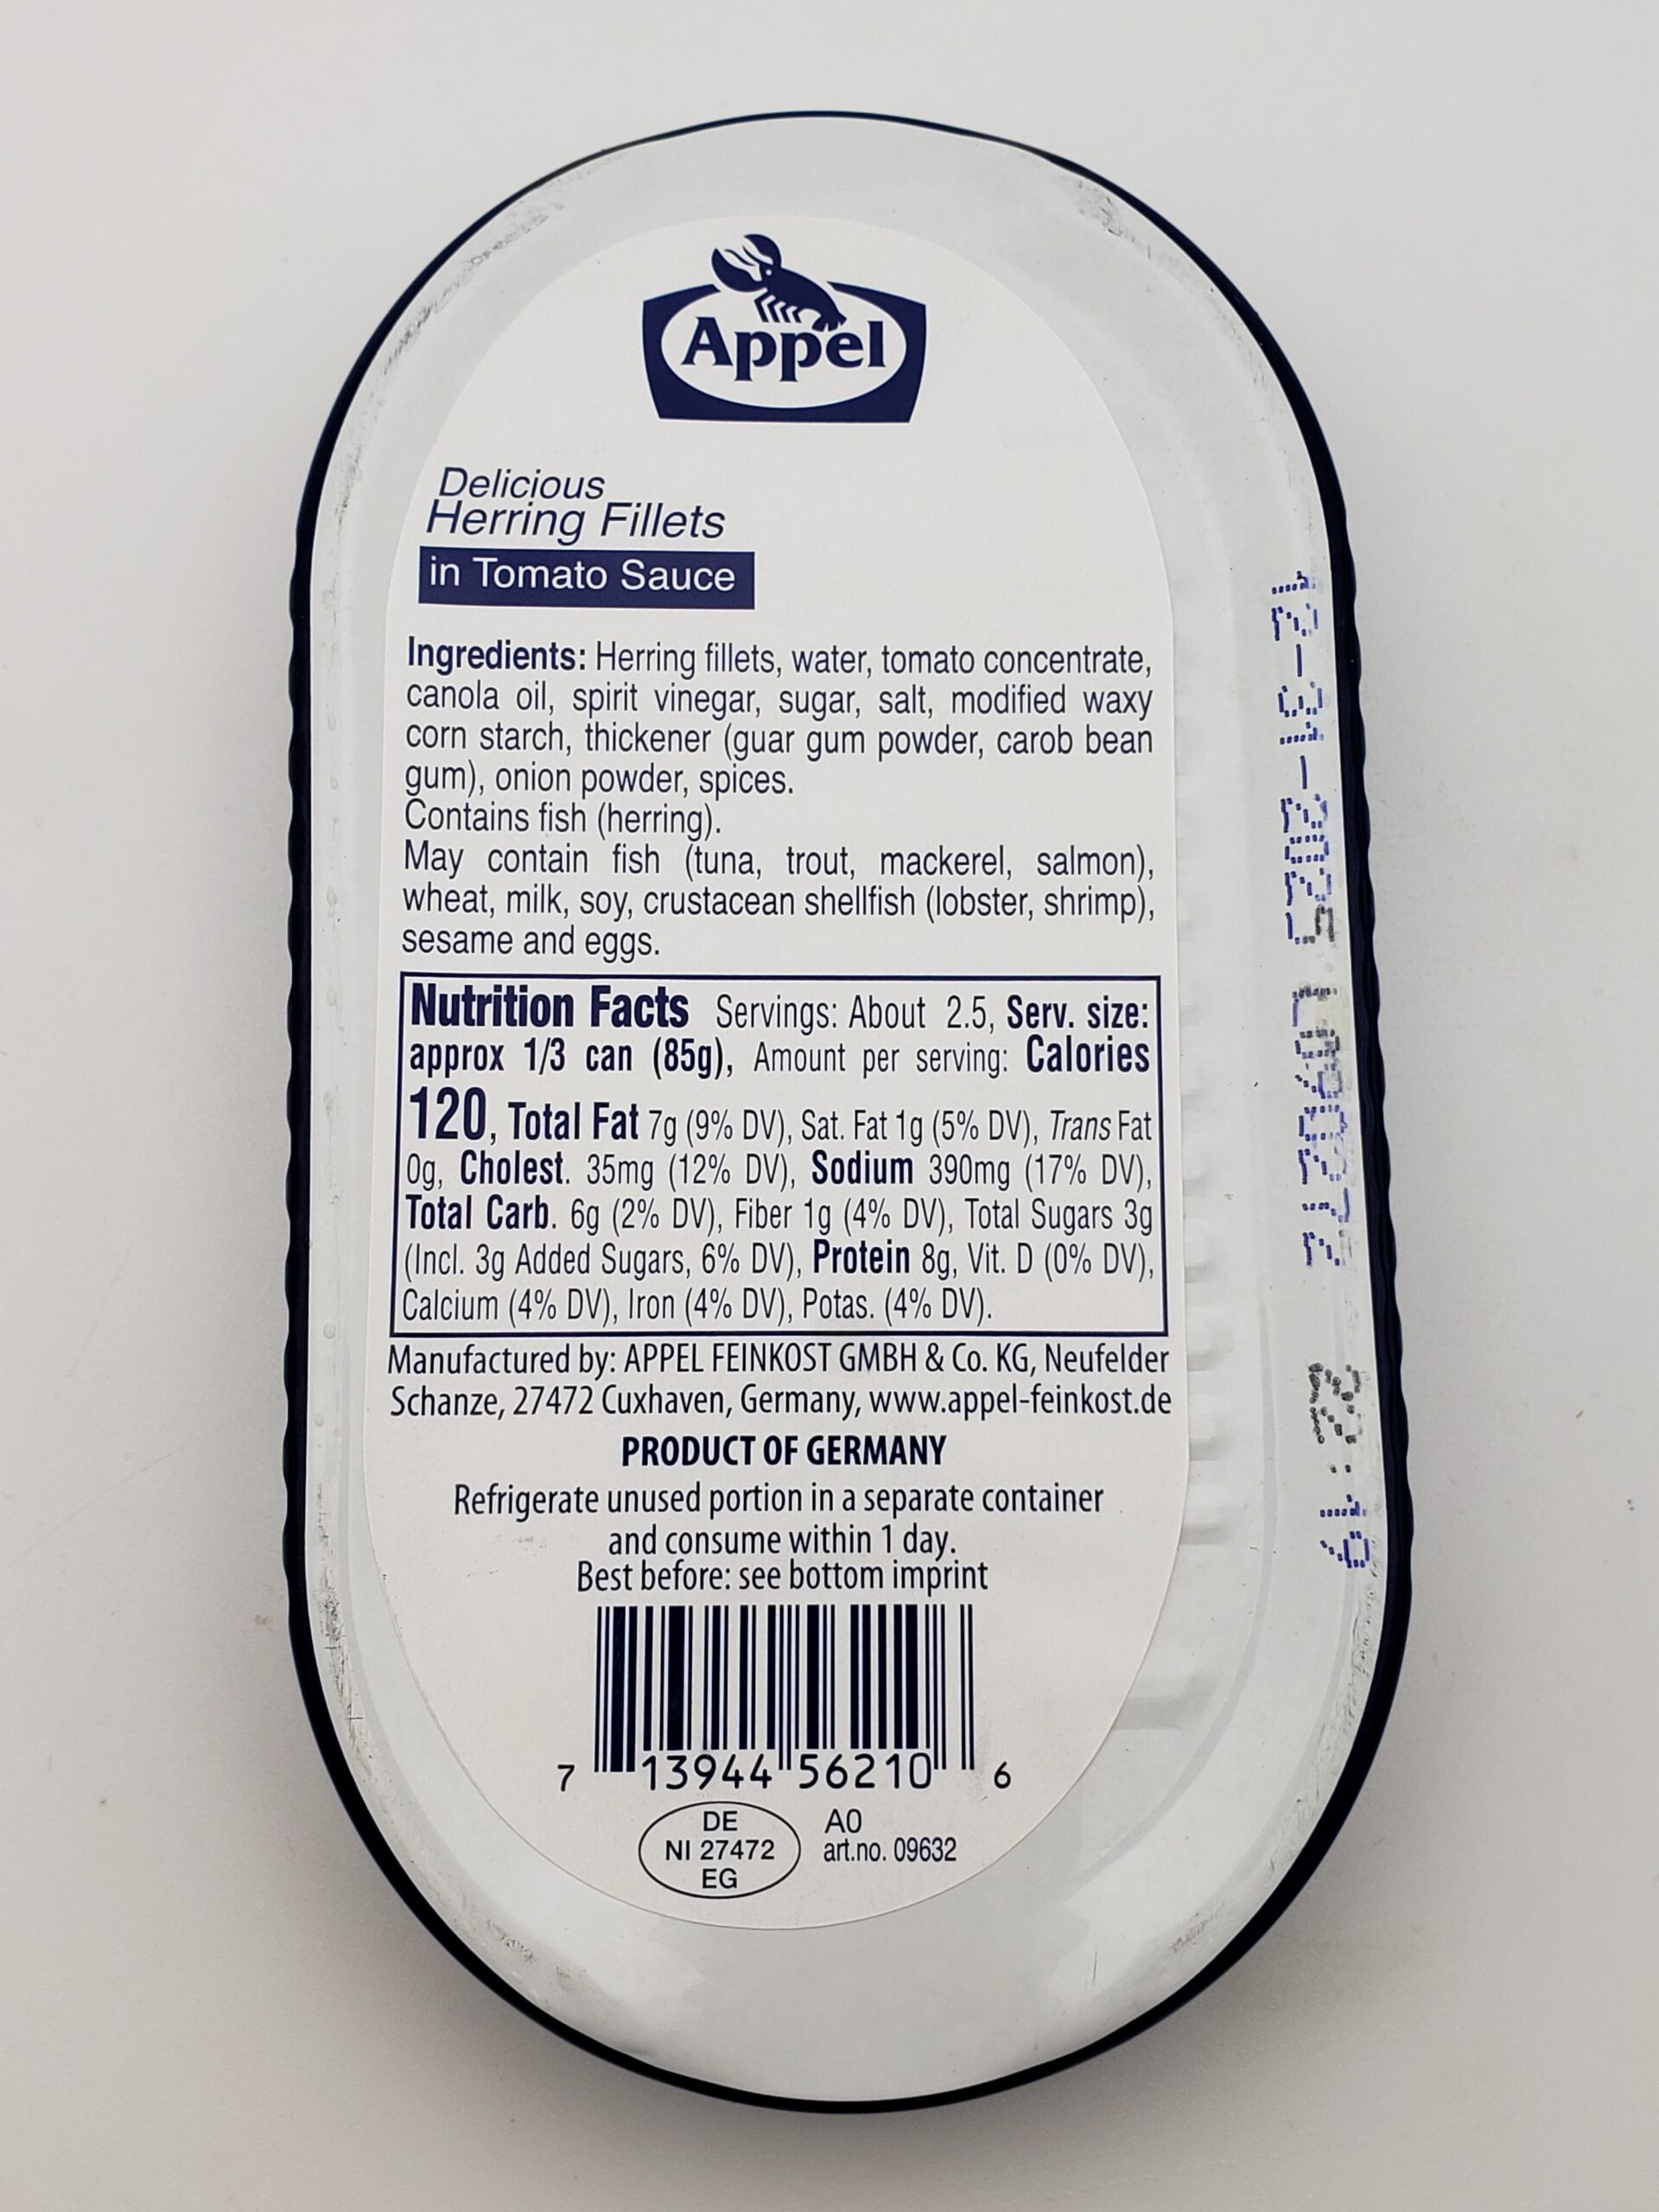 Appel
Delicious
Herring Fillets
in Tomato Sauce
Ingredients: Herring fillets, water, tomato concentrate,
canola oil, spirit vinegar, sugar, salt, modified waxy
corn starch, thickener (guar gum powder, carob bean
gum), onion powder, spices.
Contains fish (herring).
May contain fish (tuna, trout, mackerel, salmon),
wheat, milk, soy, crustacean shellfish (lobster, shrimp),
sesame and eggs.
Nutrition Facts Servings: About 2.5, Serv. size:
approx 1/3 can (85g), Amount per serving: Calories
120, Total Fat 7g (9% DV), Sat. Fat 1g (5% DV), Trans Fat
0g, Cholest. 35mg (12% DV), Sodium 390mg (17% DV),
Total Carb. 6g (2% DV), Fiber 1g (4% DV), Total Sugars 3g
(Incl. 3g Added Sugars, 6% DV), Protein 8g, Vit. D (0% DV),
Calcium (4% DV), Iron (4% DV), Potas. (4% DV).
Manufactured by: APPEL FEINKOST GMBH & Co. KG, Neufelder
Schanze, 27472 Cuxhaven, Germany, www.appel-feinkost.de
PRODUCT OF GERMANY
Refrigerate unused portion in a separate container
and consume within 1 day.
Best before: see bottom imprint
7 13944 56210 6
DE
NI 27472
EG
A0
art.no. 09632
12-31-2025